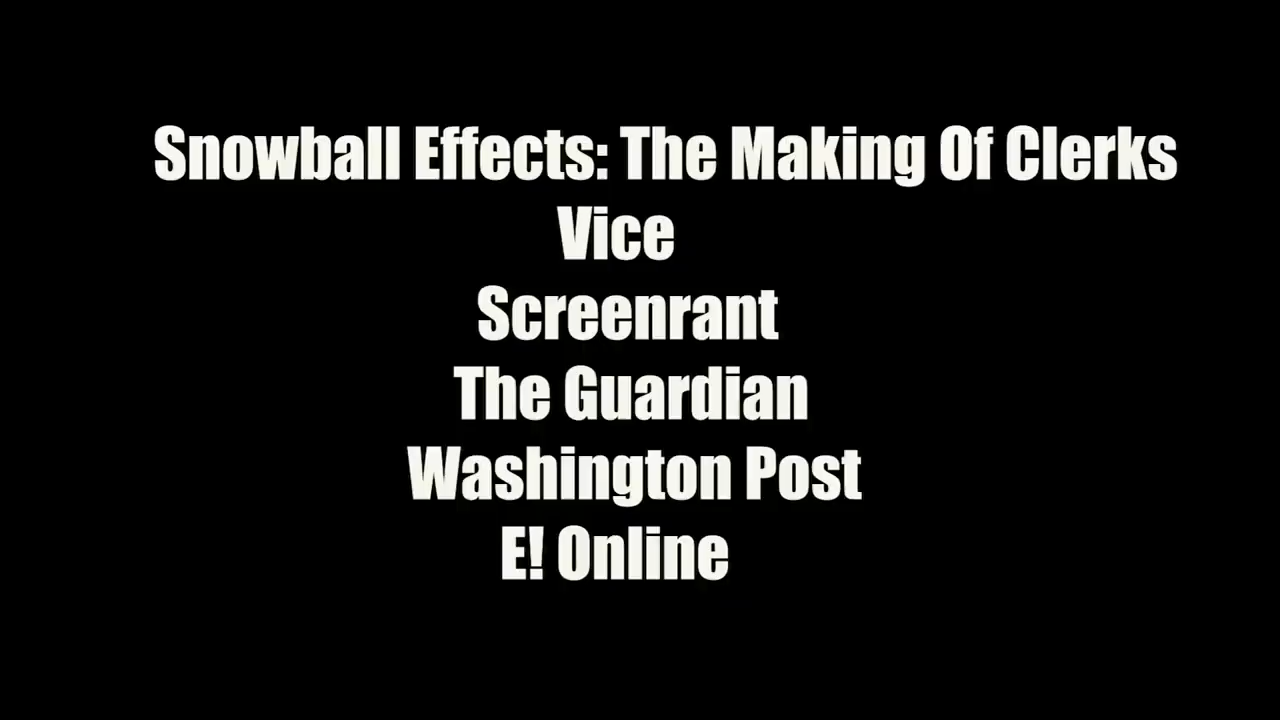 Snowball Effects: The Making Of Clerks
Vice
Screenrant
The Guardian
Washington Post
E! Online